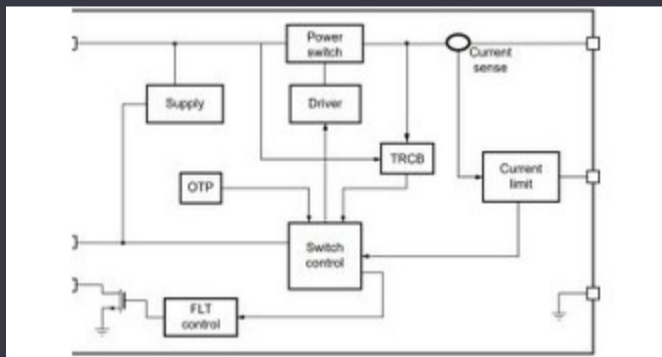 Power
switch
Current
sense
Supply
Driver
TRCB
Current
limit
OTP
Switch
control
FLT
control